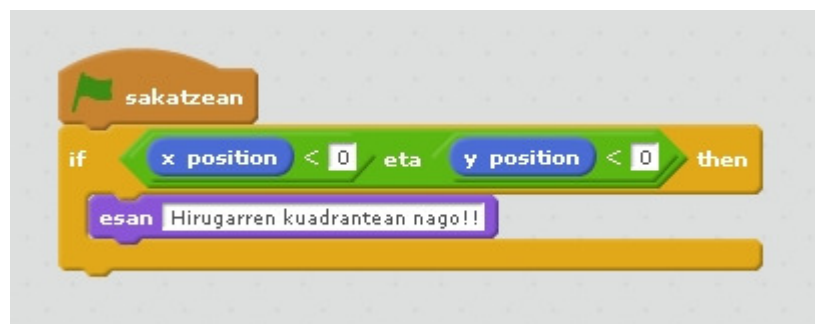 sakatzean
if x position < 0 eta y position < 0 then
esan Hirugarren kuadrantean nago!!